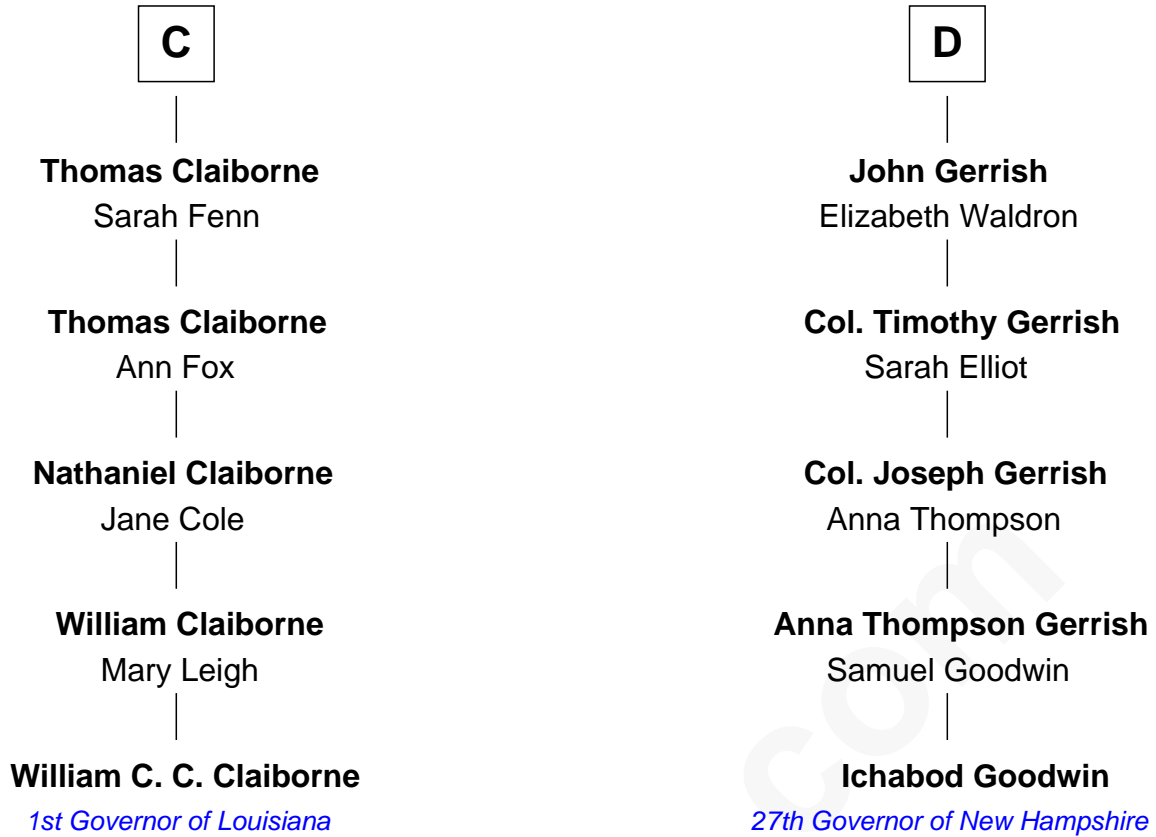 C
Thomas Claiborne
Sarah Fenn
Thomas Claiborne
Ann Fox
Nathaniel Claiborne
Jane Cole
William Claiborne
Mary Leigh
William C. C. Claiborne
1st Governor of Louisiana
D
John Gerrish
Elizabeth Waldron
Col. Timothy Gerrish
Sarah Elliot
Col. Joseph Gerrish
Anna Thompson
Anna Thompson Gerrish
Samuel Goodwin
Ichabod Goodwin
27th Governor of New Hampshire
com